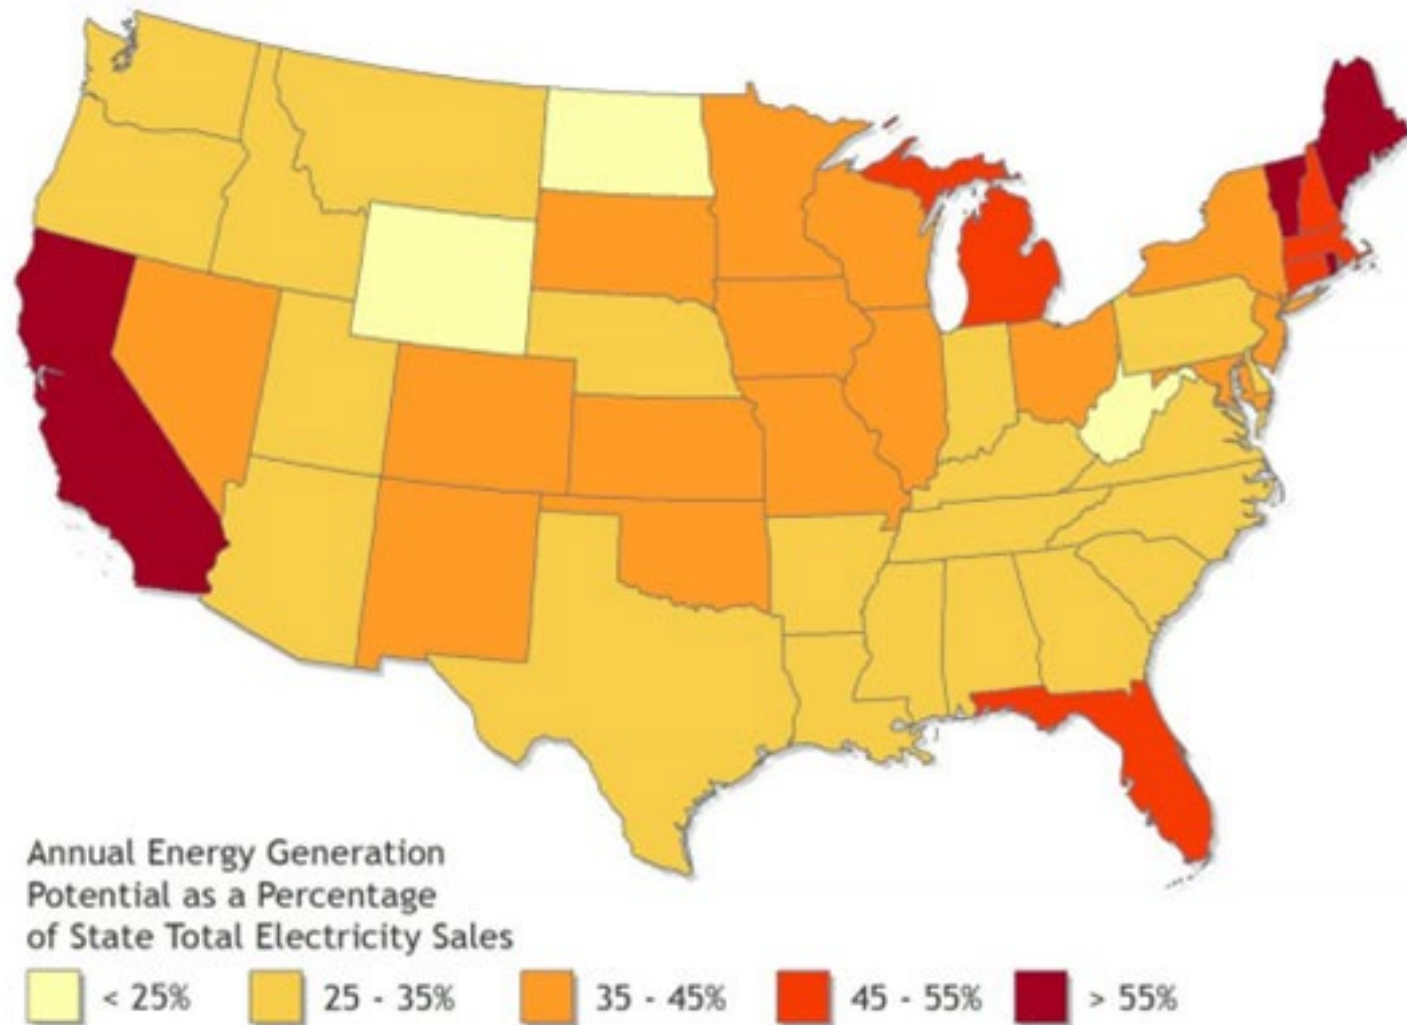 Annual Energy Generation
Potential as a Percentage
of State Total Electricity Sales
< 25% 25 - 35% 35 - 45% 45 - 55% > 55%